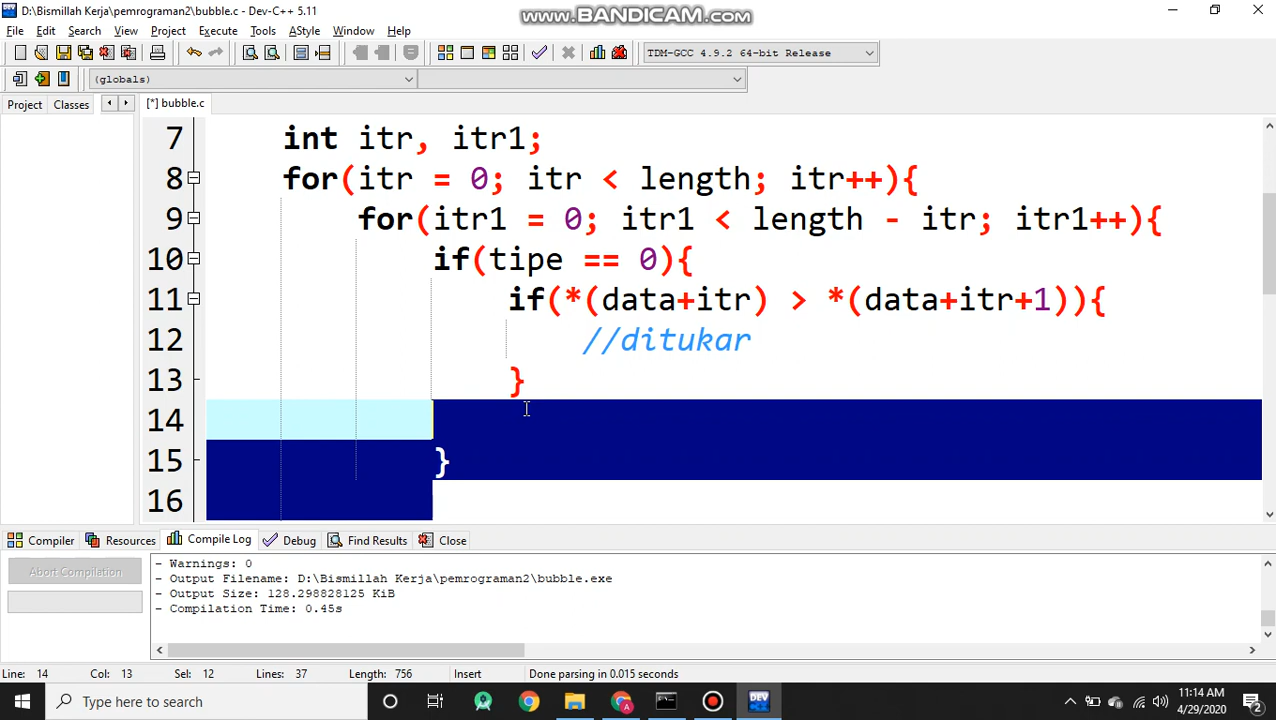 D:\Bismillah Kerja\pemrograman2\bubble.c - Dev-C++ 5.11
www.BANDICAM.com
File Edit Search View Project Execute Tools AStyle Window Help
TDM-GCC 4.9.2 64-bit Release
(globals)
Project Classes [*] bubble.c
7 int itr, itr1;
8 for(itr = 0; itr < length; itr++){
9 for(itr1 = 0; itr1 < length - itr; itr1++){
10 if(tipe == 0){
11 if(*(data+itr) > *(data+itr+1)){
12 //ditukar
13 }
14
15 }
16
Compiler Resources Compile Log Debug Find Results Close
Abort Compilation
- Warnings: 0
- Output Filename: D:\Bismillah Kerja\pemrograman2\bubble.exe
- Output Size: 128.298828125 KiB
- Compilation Time: 0.45s
Line: 14 Col: 13 Sel: 12 Lines: 37 Length: 756 Insert Done parsing in 0.015 seconds
Type here to search
DEV
11:14 AM
4/29/2020
2